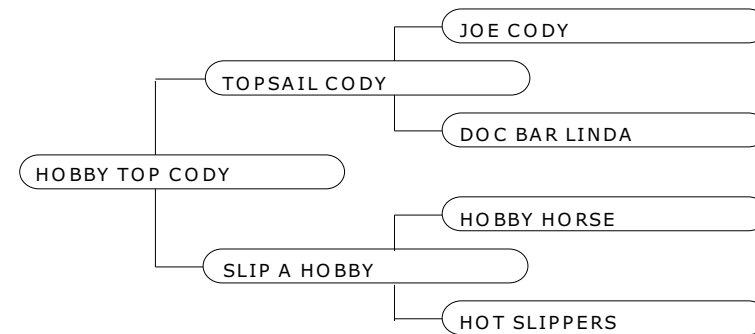 JOE CODY
TOPSAIL CODY
DOC BAR LINDA
HOBBY TOP CODY
HOBBY HORSE
SLIP A HOBBY
HOT SLIPPERS